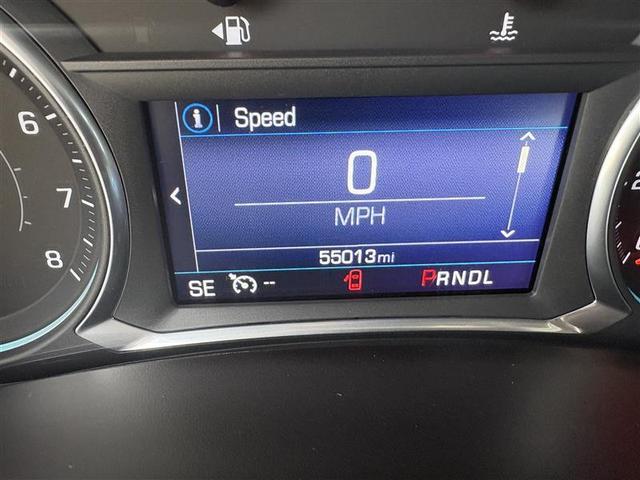 6
7
8
i Speed
0
MPH
55013mi
SE -- PRNDL